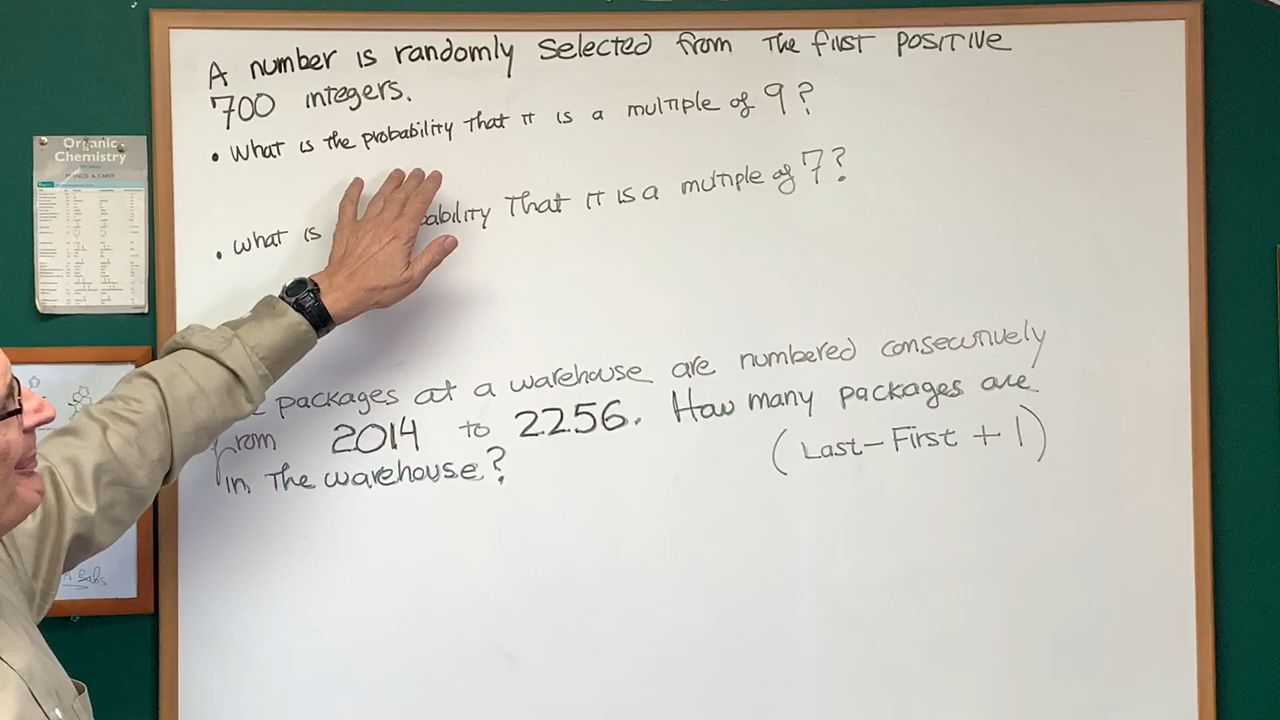 A number is randomly selected from the first positive
700 integers.
• What is the probability that it is a multiple of 9?
• What is ability that it is a multiple of 7?
packages at a warehouse are numbered consecutively
from 2014 to 2256. How many packages are
in the warehouse?
(Last-First + 1)
Organic
Chemistry
FRANCIS A. CAREY